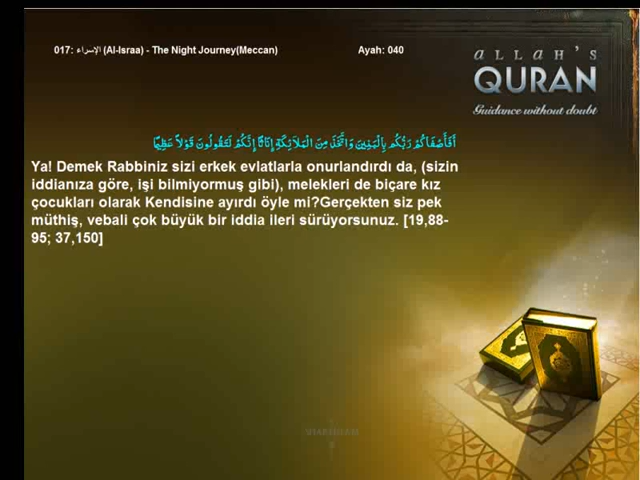 017: الإسراء (Al-Israa) - The Night Journey(Meccan) Ayah: 040
ALLAH'S
QURAN
Guidance without doubt
أَفَأَصْفَاكُمْ رَبُّكُم بِالْبَنِينَ وَاتَّخَذَ مِنَ الْمَلَائِكَةِ إِنَاثًا إِنَّكُمْ لَتَقُولُونَ قَوْلاً عَظِيمًا
Ya! Demek Rabbiniz sizi erkek evlatlarla onurlandırdı da, (sizin
iddianıza göre, işi bilmiyormuş gibi), melekleri de biçare kız
çocukları olarak Kendisine ayırdı öyle mi?Gerçekten siz pek
müthiş, vebali çok büyük bir iddia ileri sürüyorsunuz. [19,88-
95; 37,150]